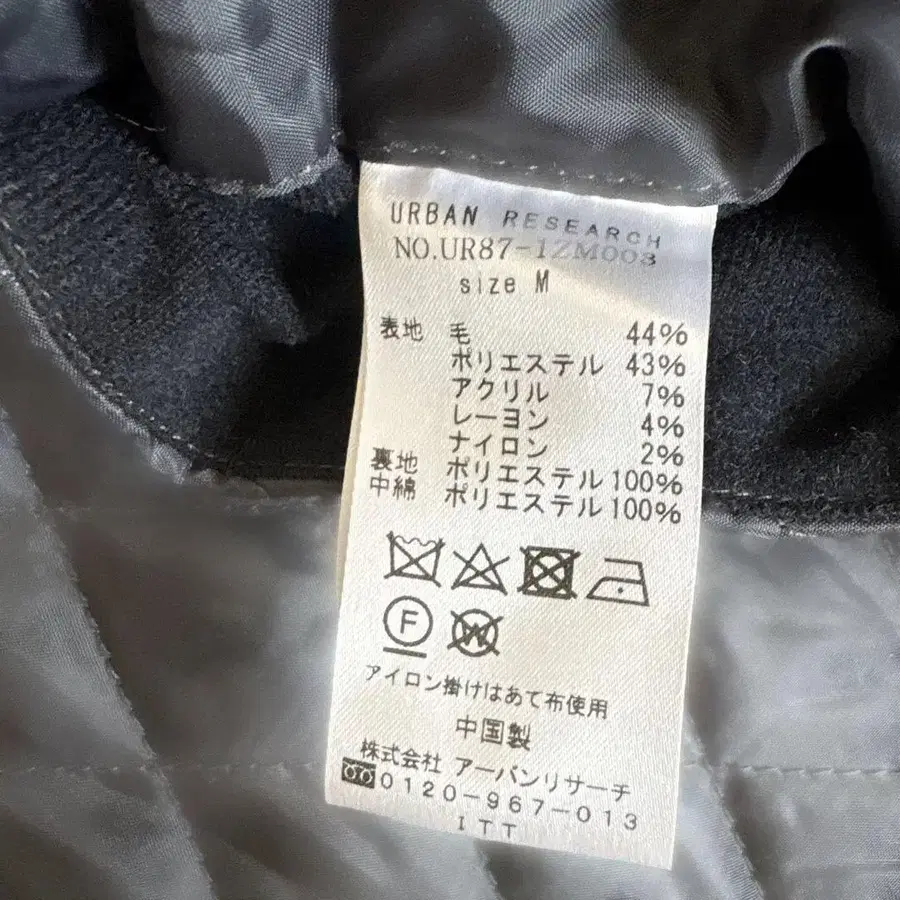 URBAN RESEARCH
NO.UR87-1ZM003
size M
表地 毛 44%
ポリエステル 43%
アクリル 7%
レーヨン 4%
ナイロン 2%
裏地 ポリエステル 100%
中綿 ポリエステル 100%
F W
アイロン掛けはあて布使用
中国製
株式会社 アーバンリサーチ
0120-967-013
ITT